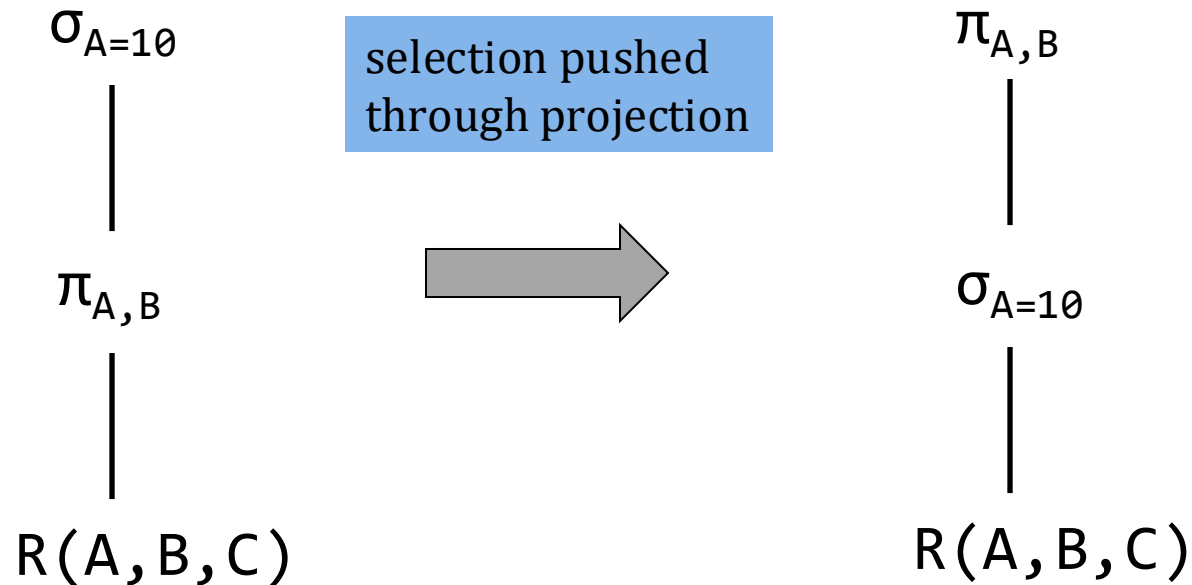 σA=10
πA,B
R(A,B,C)
selection pushed
through projection
πA,B
σA=10
R(A,B,C)